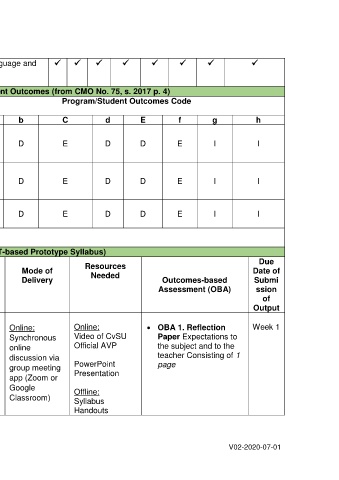 guage and ✓ ✓ ✓ ✓ ✓ ✓ ✓ ✓
nt Outcomes (from CMO No. 75, s. 2017 p. 4)
Program/Student Outcomes Code
b C d E f g h
D E D D E I I
D E D D E I I
D E D D E I I
T-based Prototype Syllabus)
Mode of
Delivery
Resources
Needed
Outcomes-based
Assessment (OBA)
Due
Date of
Submi
ssion
of
Output
Online:
Synchronous
online
discussion via
group meeting
app (Zoom or
Google
Classroom)
Online:
Video of CvSU
Official AVP
PowerPoint
Presentation
Offline:
Syllabus
Handouts
• OBA 1. Reflection
Paper Expectations to
the subject and to the
teacher Consisting of 1
page
Week 1
V02-2020-07-01